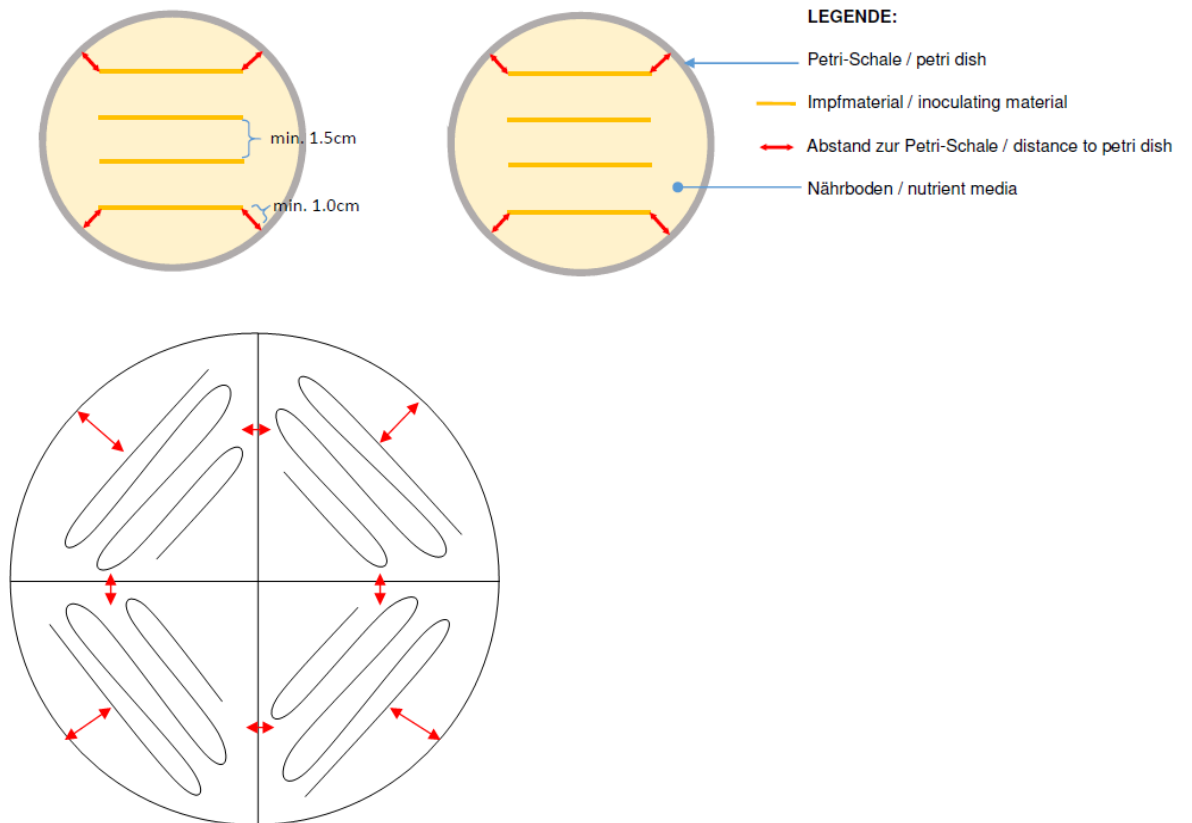 LEGENDE:
Petri-Schale / petri dish
Impfmaterial / inoculating material
min. 1.5cm
Abstand zur Petri-Schale / distance to petri dish
Nährboden / nutrient media
min. 1.0cm